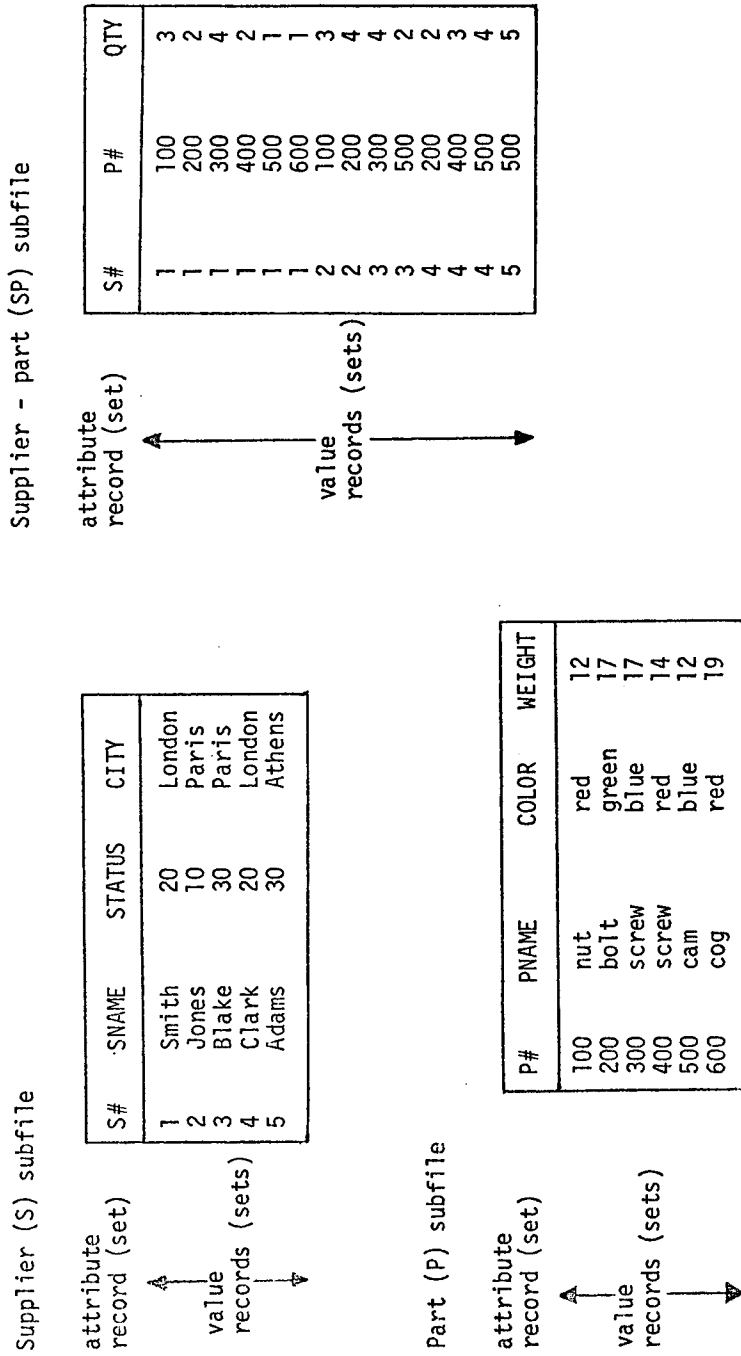 Supplier (S) subfile
attribute
record (set)
value
records (sets)
S# SNAME STATUS CITY
1 Smith 20 London
2 Jones 10 Paris
3 Blake 30 Paris
4 Clark 20 London
5 Adams 30 Athens
Part (P) subfile
attribute
record (set)
value
records (sets)
P# PNAME COLOR WEIGHT
100 nut red 12
200 bolt green 17
300 screw blue 17
400 screw red 14
500 cam blue 12
600 cog red 19
Supplier - part (SP) subfile
attribute
record (set)
value
records (sets)
S# P# QTY
1 100 3
1 200 2
1 300 4
1 400 2
1 500 1
1 600 1
2 100 3
2 200 4
3 300 4
3 500 2
4 200 2
4 400 3
4 500 4
5 500 5